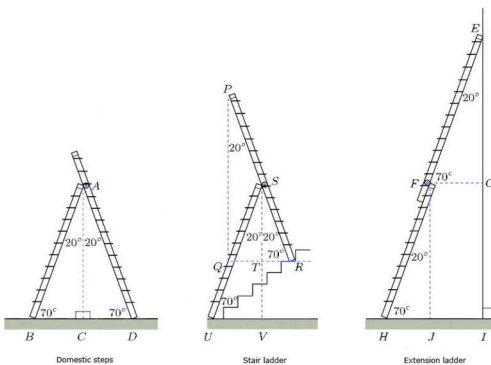 E
P
20°
20°
A
S
F
70°
G
20°20°
20°20°
70°
Q
T
R
20°
70°
70°
70°
70°
B
C
D
U
V
H
J
I
Domestic steps
Stair ladder
Extension ladder